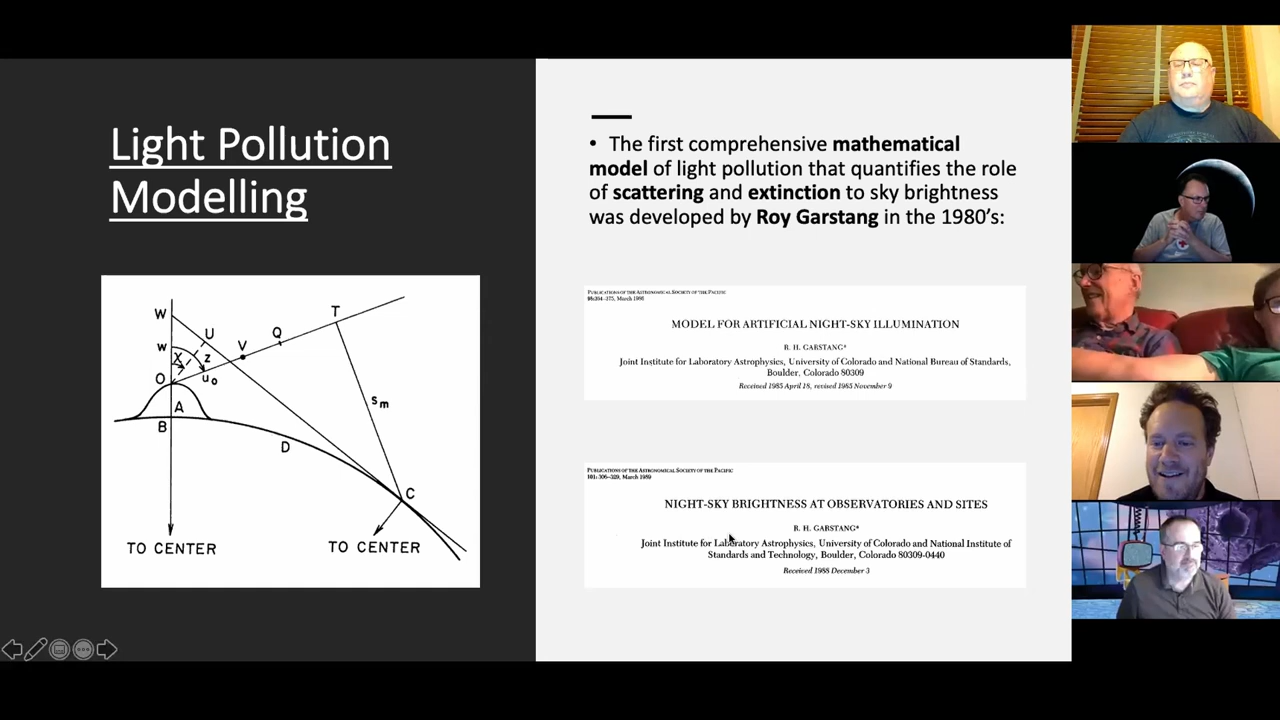 Light Pollution
Modelling
W
U
T
Q
w
V
X
z
O
u₀
A
sₘ
B
D
C
TO CENTER
TO CENTER
• The first comprehensive mathematical
model of light pollution that quantifies the role
of scattering and extinction to sky brightness
was developed by Roy Garstang in the 1980's:
PUBLICATIONS OF THE ASTRONOMICAL SOCIETY OF THE PACIFIC
March 1986
MODEL FOR ARTIFICIAL NIGHT-SKY ILLUMINATION
R. H. GARSTANG*
Joint Institute for Laboratory Astrophysics, University of Colorado and National Bureau of Standards,
Boulder, Colorado 80309
Received 1985 April 18, revised 1985 November 9
PUBLICATIONS OF THE ASTRONOMICAL SOCIETY OF THE PACIFIC
101:306-329, March 1989
NIGHT-SKY BRIGHTNESS AT OBSERVATORIES AND SITES
R. H. GARSTANG*
Joint Institute for Laboratory Astrophysics, University of Colorado and National Institute of
Standards and Technology, Boulder, Colorado 80309-0440
Received 1988 December 3